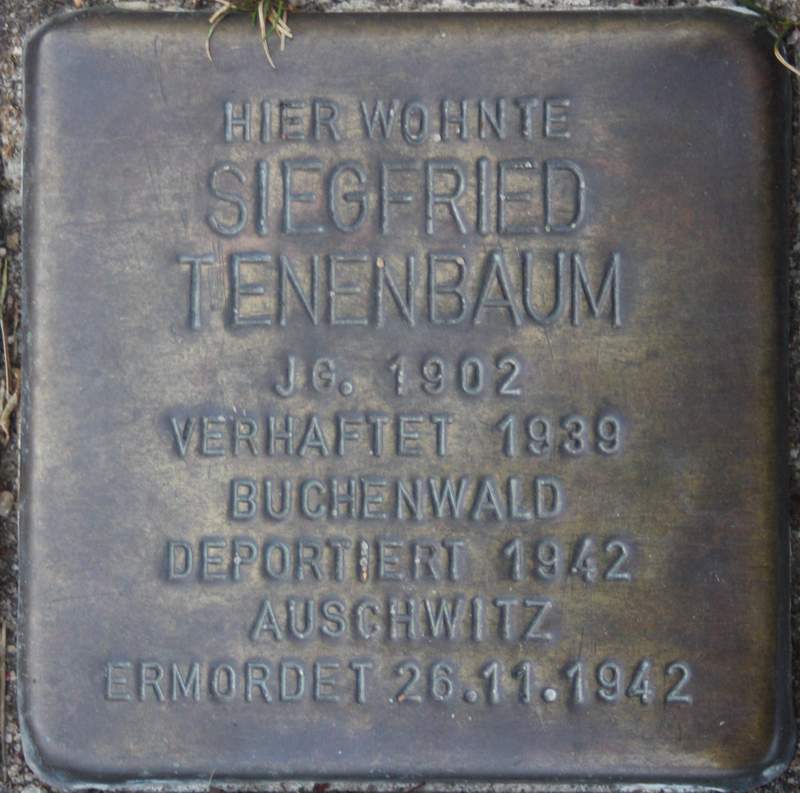 HIER WOHNTE
SIEGFRIED
TENENBAUM
JG. 1902
VERHAFTET 1939
BUCHENWALD
DEPORTIERT 1942
AUSCHWITZ
ERMORDET 26.11.1942